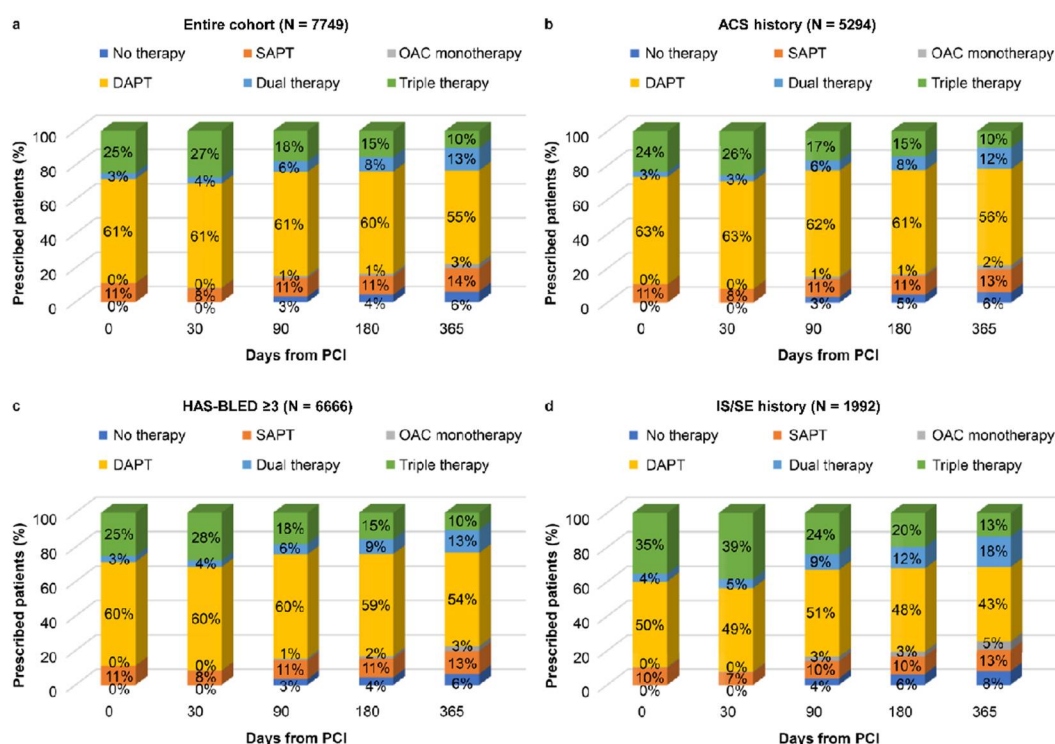 a Entire cohort (N = 7749)
No therapy SAPT OAC monotherapy
DAPT Dual therapy Triple therapy
Prescribed patients (%)
100
80
60
40
20
0
25% 27% 18% 15% 10%
3% 4% 6% 8% 13%
61% 61% 61% 60% 55%
0% 0% 1% 1% 3%
11% 8% 11% 11% 14%
0% 0% 3% 4% 6%
0 30 90 180 365
Days from PCI
b ACS history (N = 5294)
No therapy SAPT OAC monotherapy
DAPT Dual therapy Triple therapy
Prescribed patients (%)
100
80
60
40
20
0
24% 26% 17% 15% 10%
3% 3% 6% 8% 12%
63% 63% 62% 61% 56%
0% 0% 1% 1% 2%
11% 8% 11% 11% 13%
0% 0% 3% 5% 6%
0 30 90 180 365
Days from PCI
c HAS-BLED ≥3 (N = 6666)
No therapy SAPT OAC monotherapy
DAPT Dual therapy Triple therapy
Prescribed patients (%)
100
80
60
40
20
0
25% 28% 18% 15% 10%
3% 4% 6% 9% 13%
60% 60% 60% 59% 54%
0% 0% 1% 2% 3%
11% 8% 11% 11% 13%
0% 0% 3% 4% 6%
0 30 90 180 365
Days from PCI
d IS/SE history (N = 1992)
No therapy SAPT OAC monotherapy
DAPT Dual therapy Triple therapy
Prescribed patients (%)
100
80
60
40
20
0
35% 39% 24% 20% 13%
4% 5% 9% 12% 18%
50% 49% 51% 48% 43%
0% 0% 3% 3% 5%
10% 7% 10% 10% 13%
0% 0% 4% 6% 8%
0 30 90 180 365
Days from PCI